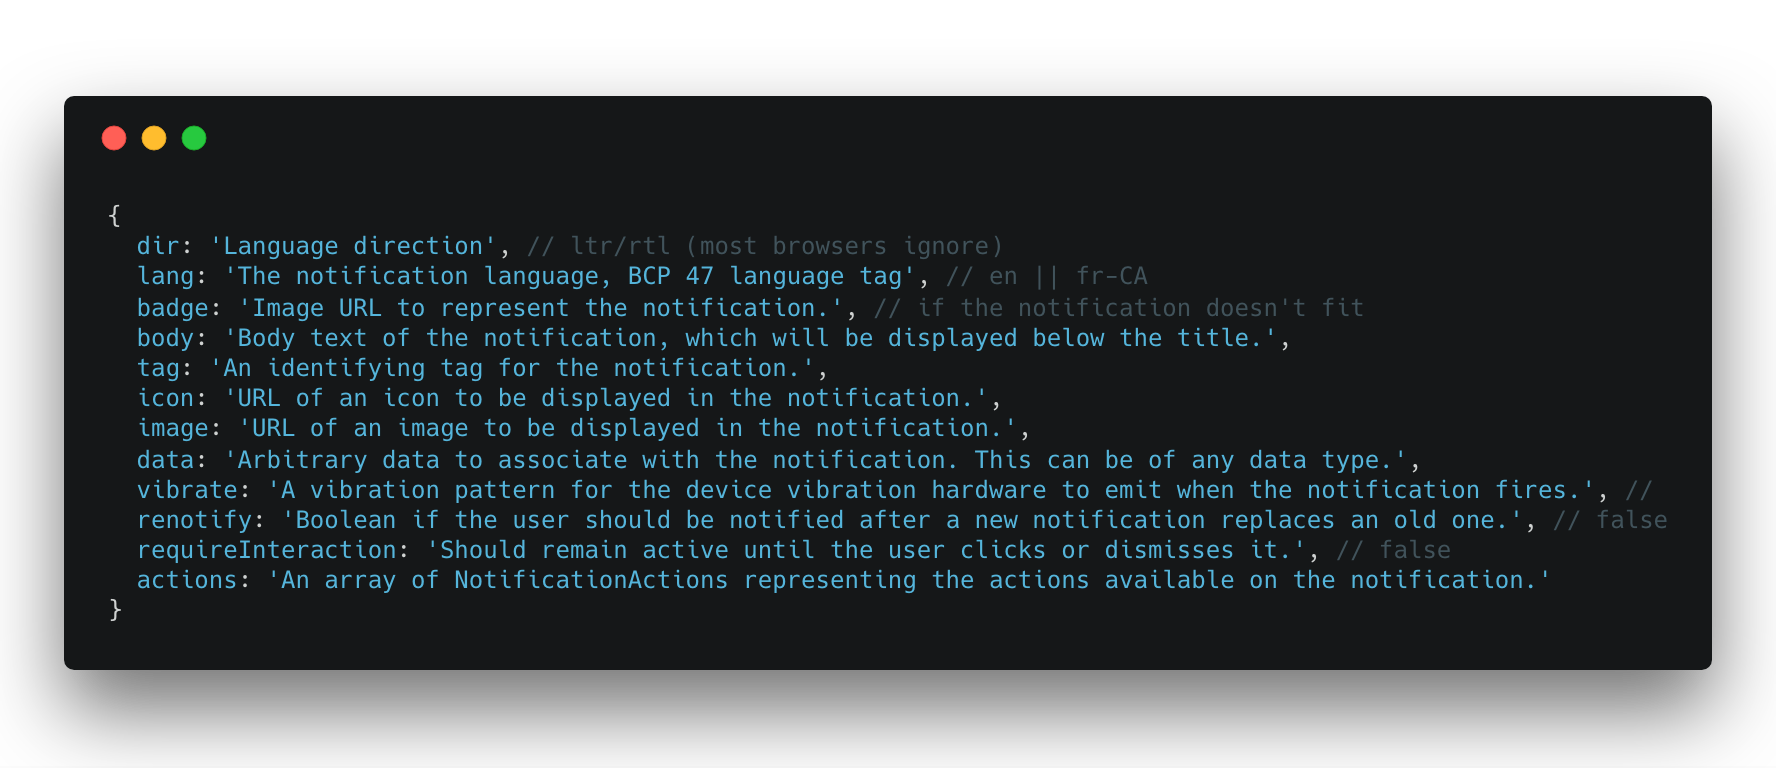 {
  dir: 'Language direction', // ltr/rtl (most browsers ignore)
  lang: 'The notification language, BCP 47 language tag', // en || fr-CA
  badge: 'Image URL to represent the notification.', // if the notification doesn't fit
  body: 'Body text of the notification, which will be displayed below the title.',
  tag: 'An identifying tag for the notification.',
  icon: 'URL of an icon to be displayed in the notification.',
  image: 'URL of an image to be displayed in the notification.',
  data: 'Arbitrary data to associate with the notification. This can be of any data type.',
  vibrate: 'A vibration pattern for the device vibration hardware to emit when the notification fires.', //
  renotify: 'Boolean if the user should be notified after a new notification replaces an old one.', // false
  requireInteraction: 'Should remain active until the user clicks or dismisses it.', // false
  actions: 'An array of NotificationActions representing the actions available on the notification.'
}